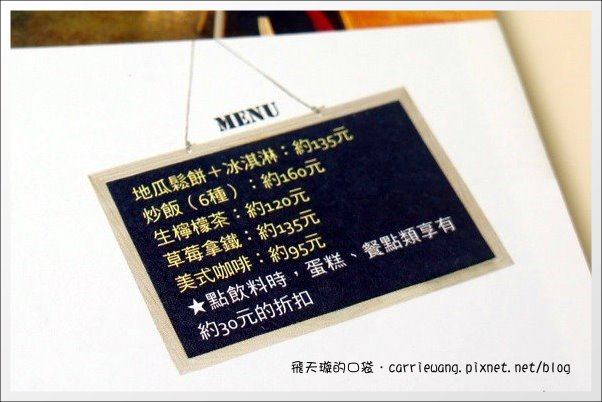 MENU
地瓜鬆餅＋冰淇淋：約135元
炒飯（6種）：約160元
生檸檬茶：約120元
草莓拿鐵：約135元
美式咖啡：約95元
★點飲料時，蛋糕、餐點類享有
約30元的折扣
飛天璇的口袋・carriewang.pixnet.net/blog